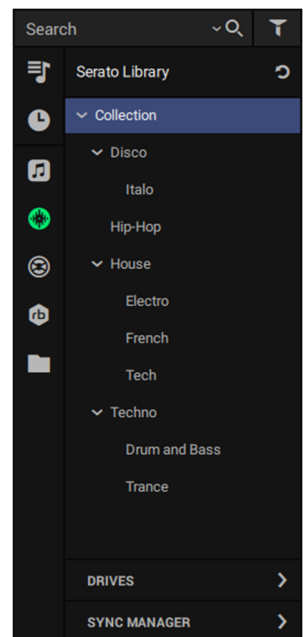 Search
Serato Library
Collection
Disco
Italo
Hip-Hop
House
Electro
French
Tech
Techno
Drum and Bass
Trance
rb
DRIVES
SYNC MANAGER